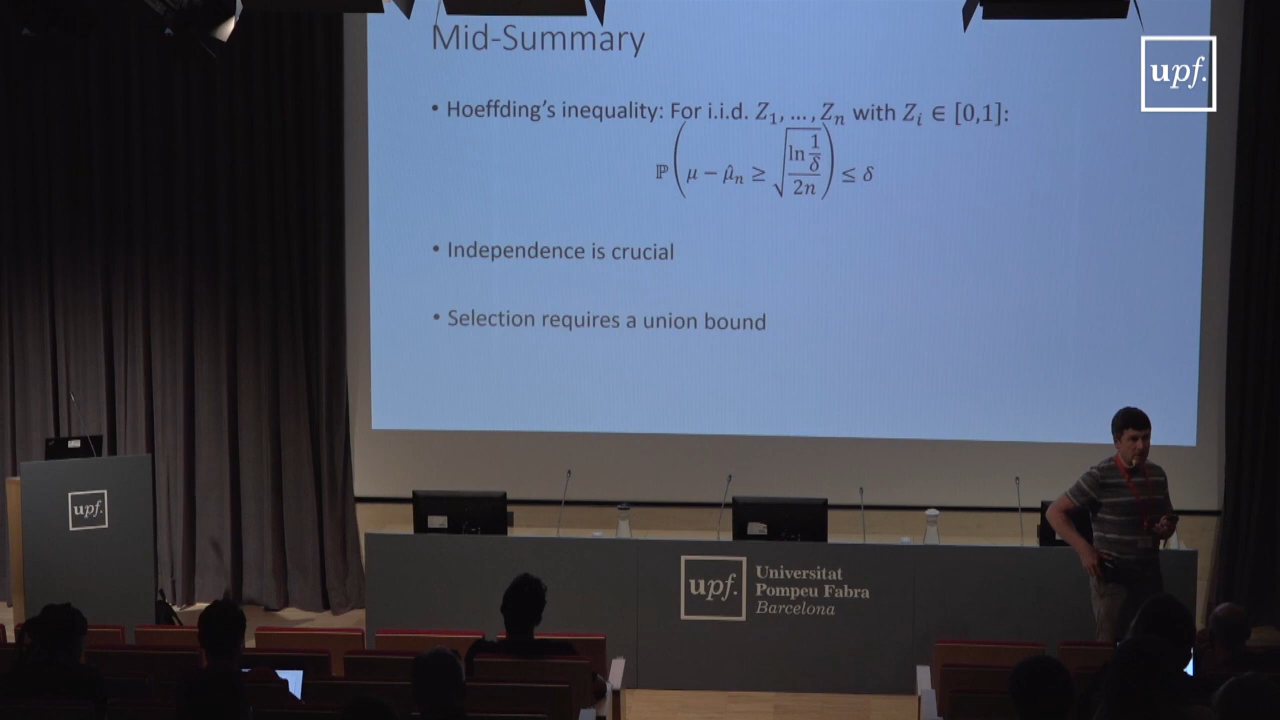 Mid-Summary
upf.
• Hoeffding's inequality: For i.i.d. Z₁, … , Zₙ with Zᵢ ∈ [0,1]:
ℙ(μ − μ̂ₙ ≥ √(ln(1/δ)/(2n))) ≤ δ
• Independence is crucial
• Selection requires a union bound
upf.
upf.
Universitat
Pompeu Fabra
Barcelona